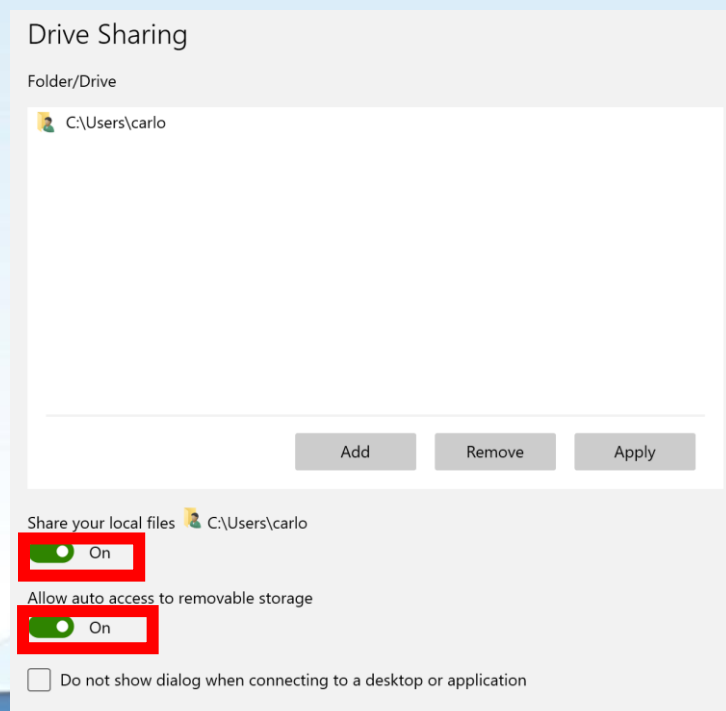 Drive Sharing
Folder/Drive
C:\Users\carlo
Add Remove Apply
Share your local files C:\Users\carlo
On
Allow auto access to removable storage
On
Do not show dialog when connecting to a desktop or application